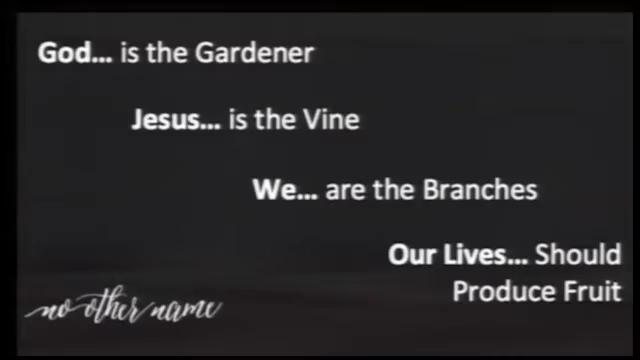 God... is the Gardener
Jesus... is the Vine
We... are the Branches
Our Lives... Should
Produce Fruit
no other name